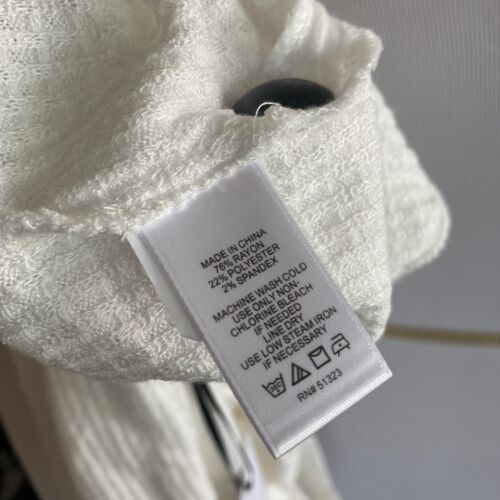 MADE IN CHINA
76% RAYON
22% POLYESTER
2% SPANDEX
MACHINE WASH COLD
USE ONLY NON-
CHLORINE BLEACH
IF NEEDED
LINE DRY
USE LOW STEAM IRON
IF NECESSARY
RN# 51323